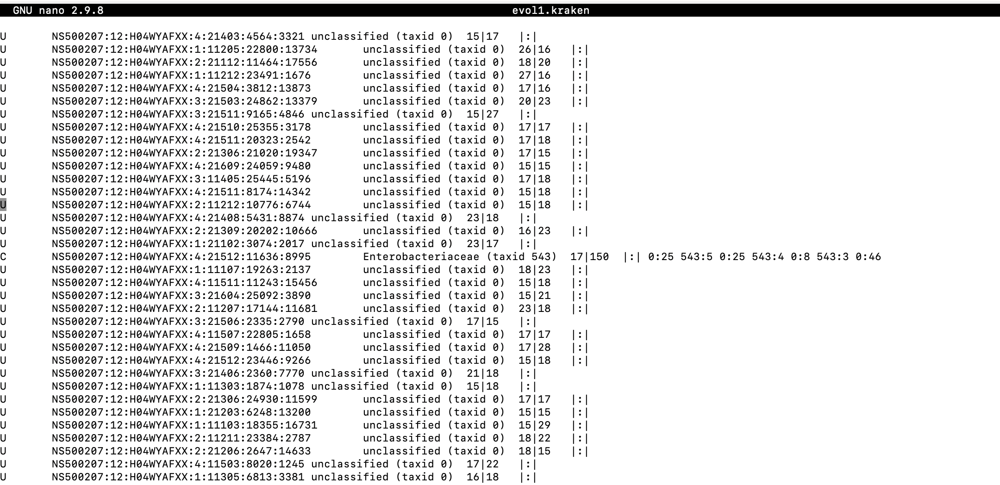 GNU nano 2.9.8 evol1.kraken
U NS500207:12:H04WYAFXX:4:21403:4564:3321 unclassified (taxid 0) 15|17 |:|
U NS500207:12:H04WYAFXX:1:11205:22800:13734 unclassified (taxid 0) 26|16 |:|
U NS500207:12:H04WYAFXX:2:21112:11464:17556 unclassified (taxid 0) 18|20 |:|
U NS500207:12:H04WYAFXX:1:11212:23491:1676 unclassified (taxid 0) 27|16 |:|
U NS500207:12:H04WYAFXX:4:21504:3812:13873 unclassified (taxid 0) 17|16 |:|
U NS500207:12:H04WYAFXX:3:21503:24862:13379 unclassified (taxid 0) 20|23 |:|
U NS500207:12:H04WYAFXX:3:21511:9165:4846 unclassified (taxid 0) 15|27 |:|
U NS500207:12:H04WYAFXX:4:21510:25355:3178 unclassified (taxid 0) 17|17 |:|
U NS500207:12:H04WYAFXX:4:21511:20323:2542 unclassified (taxid 0) 17|18 |:|
U NS500207:12:H04WYAFXX:2:21306:21020:19347 unclassified (taxid 0) 17|15 |:|
U NS500207:12:H04WYAFXX:4:21609:24059:9480 unclassified (taxid 0) 15|15 |:|
U NS500207:12:H04WYAFXX:3:11405:25445:5196 unclassified (taxid 0) 17|18 |:|
U NS500207:12:H04WYAFXX:4:21511:8174:14342 unclassified (taxid 0) 15|18 |:|
U NS500207:12:H04WYAFXX:2:11212:10776:6744 unclassified (taxid 0) 15|18 |:|
U NS500207:12:H04WYAFXX:4:21408:5431:8874 unclassified (taxid 0) 23|18 |:|
U NS500207:12:H04WYAFXX:2:21309:20202:10666 unclassified (taxid 0) 16|23 |:|
U NS500207:12:H04WYAFXX:1:21102:3074:2017 unclassified (taxid 0) 23|17 |:|
C NS500207:12:H04WYAFXX:4:21512:11636:8995 Enterobacteriaceae (taxid 543) 17|150 |:| 0:25 543:5 0:25 543:4 0:8 543:3 0:46
U NS500207:12:H04WYAFXX:1:11107:19263:2137 unclassified (taxid 0) 18|23 |:|
U NS500207:12:H04WYAFXX:4:11511:11243:15456 unclassified (taxid 0) 15|18 |:|
U NS500207:12:H04WYAFXX:3:21604:25092:3890 unclassified (taxid 0) 15|21 |:|
U NS500207:12:H04WYAFXX:2:11207:17144:11681 unclassified (taxid 0) 23|18 |:|
U NS500207:12:H04WYAFXX:3:21506:2335:2790 unclassified (taxid 0) 17|15 |:|
U NS500207:12:H04WYAFXX:4:11507:22805:1658 unclassified (taxid 0) 17|17 |:|
U NS500207:12:H04WYAFXX:4:21509:1466:11050 unclassified (taxid 0) 17|28 |:|
U NS500207:12:H04WYAFXX:4:21512:23446:9266 unclassified (taxid 0) 15|18 |:|
U NS500207:12:H04WYAFXX:3:21406:2360:7770 unclassified (taxid 0) 21|18 |:|
U NS500207:12:H04WYAFXX:1:11303:1874:1078 unclassified (taxid 0) 15|18 |:|
U NS500207:12:H04WYAFXX:2:21306:24930:11599 unclassified (taxid 0) 17|17 |:|
U NS500207:12:H04WYAFXX:1:21203:6248:13200 unclassified (taxid 0) 15|15 |:|
U NS500207:12:H04WYAFXX:1:11103:18355:16731 unclassified (taxid 0) 15|29 |:|
U NS500207:12:H04WYAFXX:2:11211:23384:2787 unclassified (taxid 0) 18|22 |:|
U NS500207:12:H04WYAFXX:2:21206:2647:14633 unclassified (taxid 0) 18|15 |:|
U NS500207:12:H04WYAFXX:4:11503:8020:1245 unclassified (taxid 0) 17|22 |:|
U NS500207:12:H04WYAFXX:1:11305:6813:3381 unclassified (taxid 0) 16|18 |:|